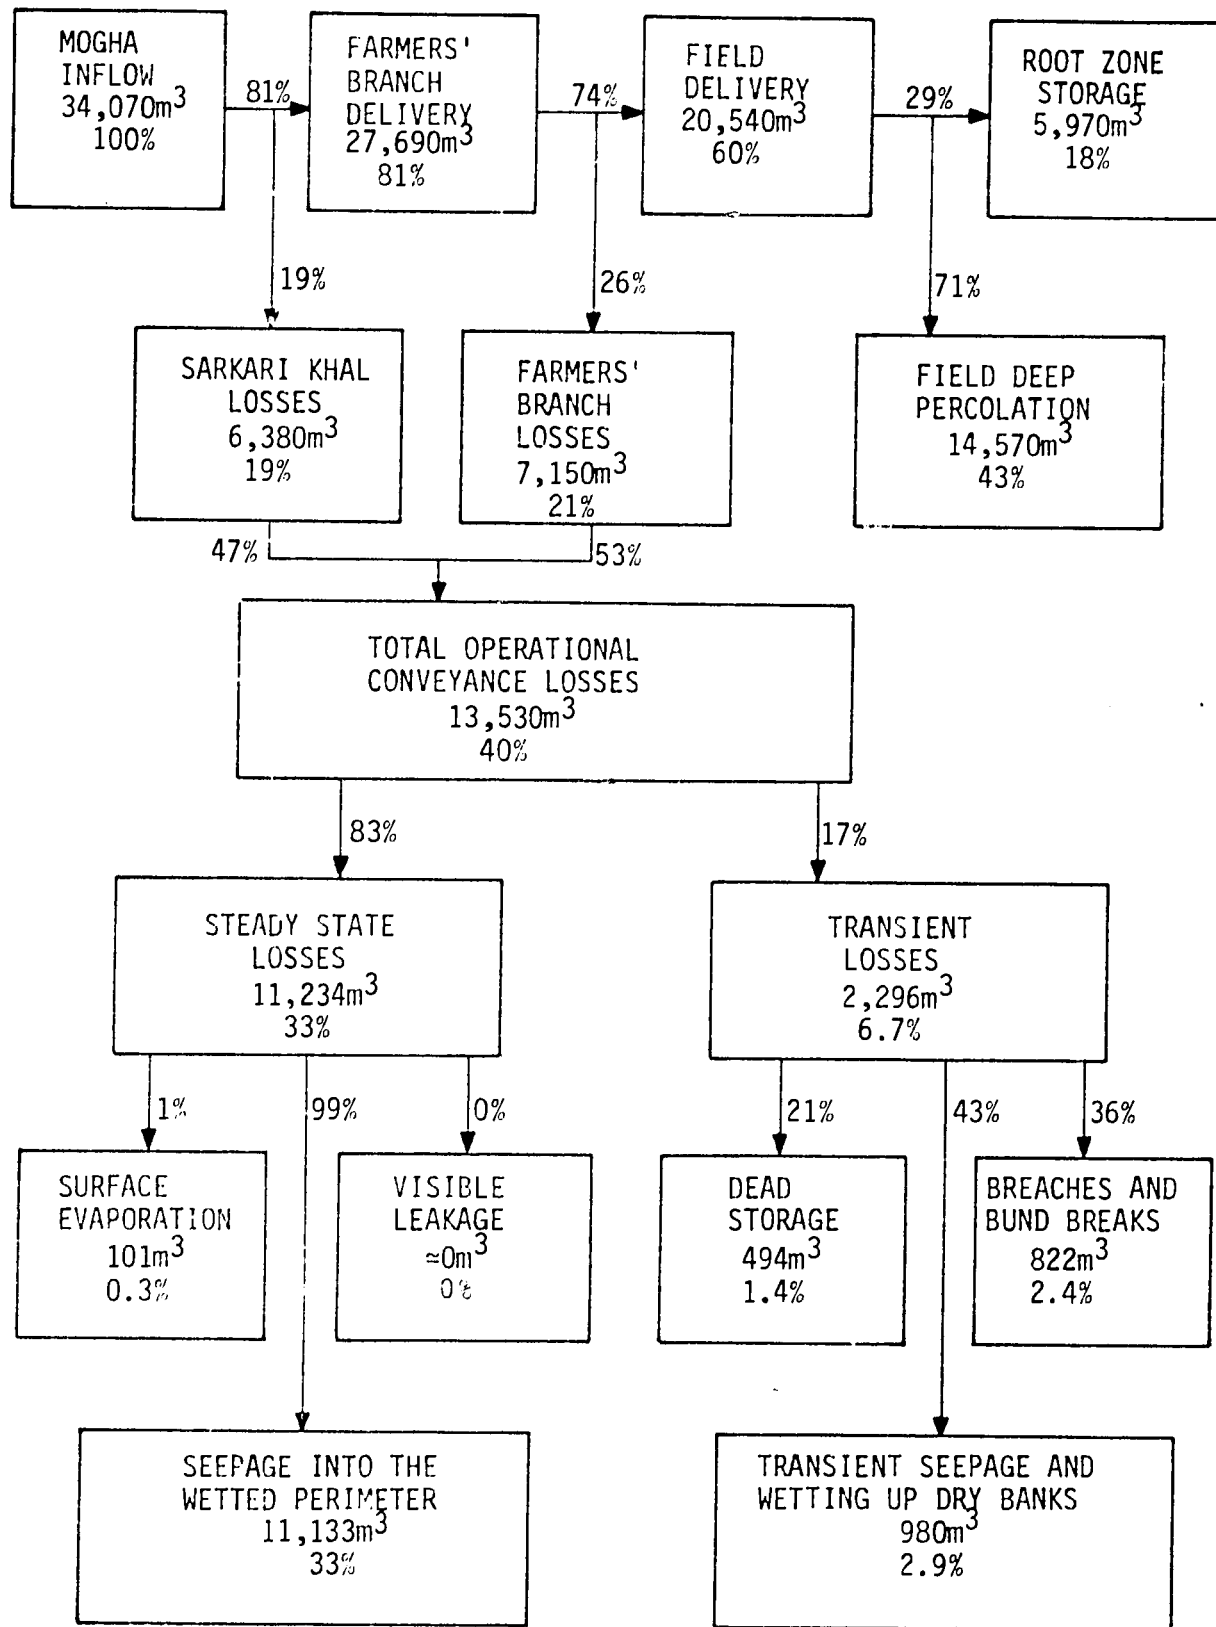 MOGHA
INFLOW
34,070m³
100%
81%
FARMERS'
BRANCH
DELIVERY
27,690m³
81%
74%
FIELD
DELIVERY
20,540m³
60%
29%
ROOT ZONE
STORAGE
5,970m³
18%
19%
26%
71%
SARKARI KHAL
LOSSES
6,380m³
19%
FARMERS'
BRANCH
LOSSES
7,150m³
21%
FIELD DEEP
PERCOLATION
14,570m³
43%
47%
53%
TOTAL OPERATIONAL
CONVEYANCE LOSSES
13,530m³
40%
83%
17%
STEADY STATE
LOSSES
11,234m³
33%
TRANSIENT
LOSSES
2,296m³
6.7%
1%
99%
0%
21%
43%
36%
SURFACE
EVAPORATION
101m³
0.3%
VISIBLE
LEAKAGE
≈0m³
0%
DEAD
STORAGE
494m³
1.4%
BREACHES AND
BUND BREAKS
822m³
2.4%
SEEPAGE INTO THE
WETTED PERIMETER
11,133m³
33%
TRANSIENT SEEPAGE AND
WETTING UP DRY BANKS
980m³
2.9%